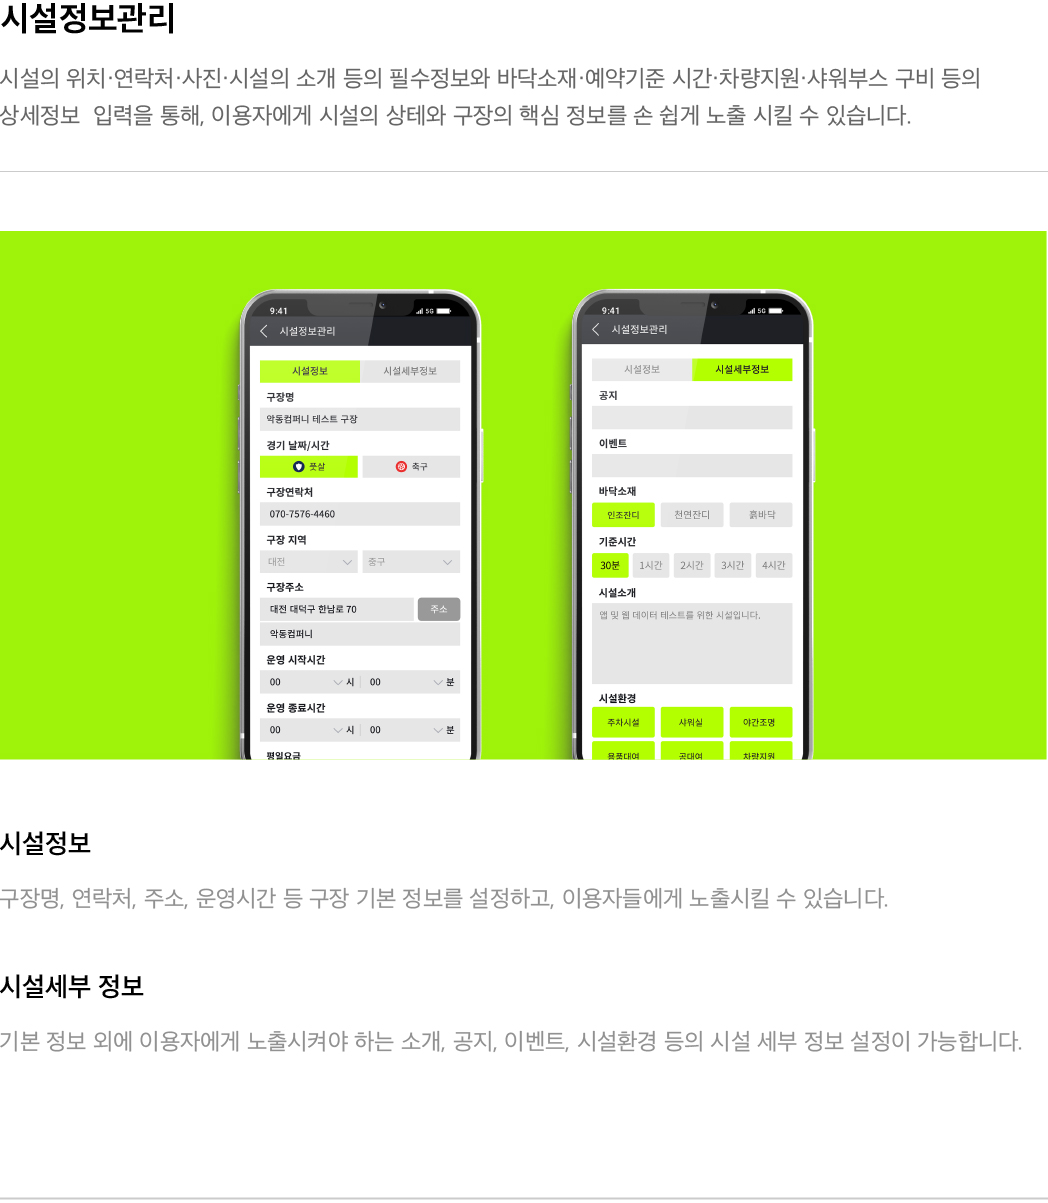 시설정보관리
시설의 위치·연락처·사진·시설의 소개 등의 필수정보와 바닥소재·예약기준 시간·차량지원·샤워부스 구비 등의
상세정보 입력을 통해, 이용자에게 시설의 상테와 구장의 핵심 정보를 손 쉽게 노출 시킬 수 있습니다.
9:41
5G
시설정보관리
시설정보
시설세부정보
구장명
악동컴퍼니 테스트 구장
경기 날짜/시간
풋살
축구
구장연락처
070-7576-4460
구장 지역
대전
중구
구장주소
대전 대덕구 한남로 70
주소
악동컴퍼니
운영 시작시간
00
시
00
분
운영 종료시간
00
시
00
분
평일요금
9:41
5G
시설정보관리
시설정보
시설세부정보
공지
이벤트
바닥소재
인조잔디
천연잔디
흙바닥
기준시간
30분
1시간
2시간
3시간
4시간
시설소개
앱 및 웹 데이터 테스트를 위한 시설입니다.
시설환경
주차시설
샤워실
야간조명
용품대여
공대여
차량지원
시설정보
구장명, 연락처, 주소, 운영시간 등 구장 기본 정보를 설정하고, 이용자들에게 노출시킬 수 있습니다.
시설세부 정보
기본 정보 외에 이용자에게 노출시켜야 하는 소개, 공지, 이벤트, 시설환경 등의 시설 세부 정보 설정이 가능합니다.